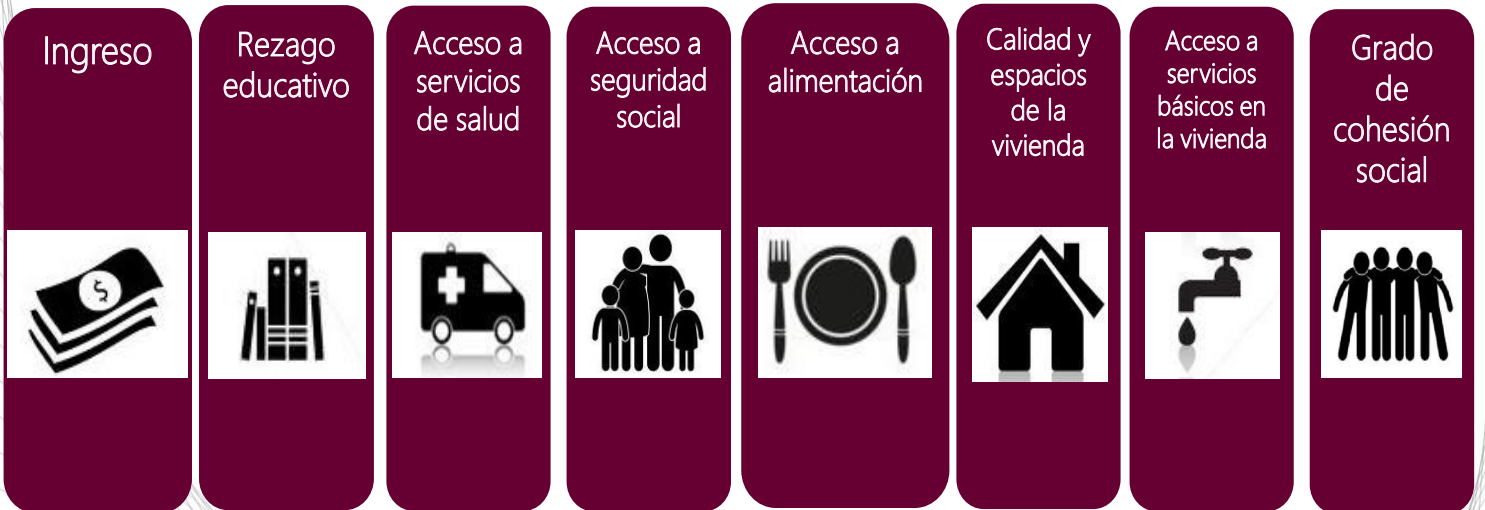 Ingreso
Rezago
educativo
Acceso a
servicios
de salud
Acceso a
seguridad
social
Acceso a
alimentación
Calidad y
espacios
de la
vivienda
Acceso a
servicios
básicos en
la vivienda
Grado
de
cohesión
social
$